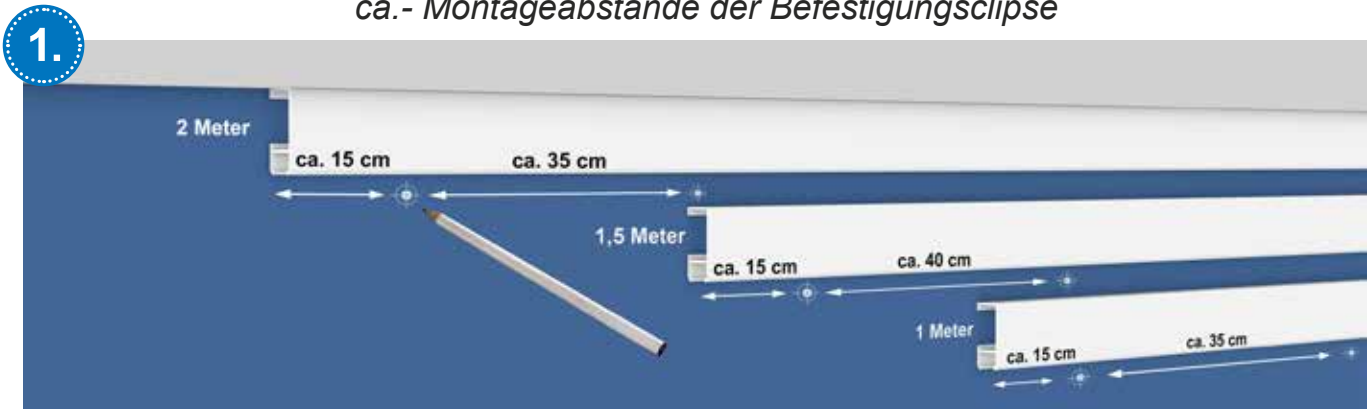 ca.- Montageabstände der Befestigungsclipse
1.
2 Meter
ca. 15 cm
ca. 35 cm
1,5 Meter
ca. 15 cm
ca. 40 cm
1 Meter
ca. 15 cm
ca. 35 cm